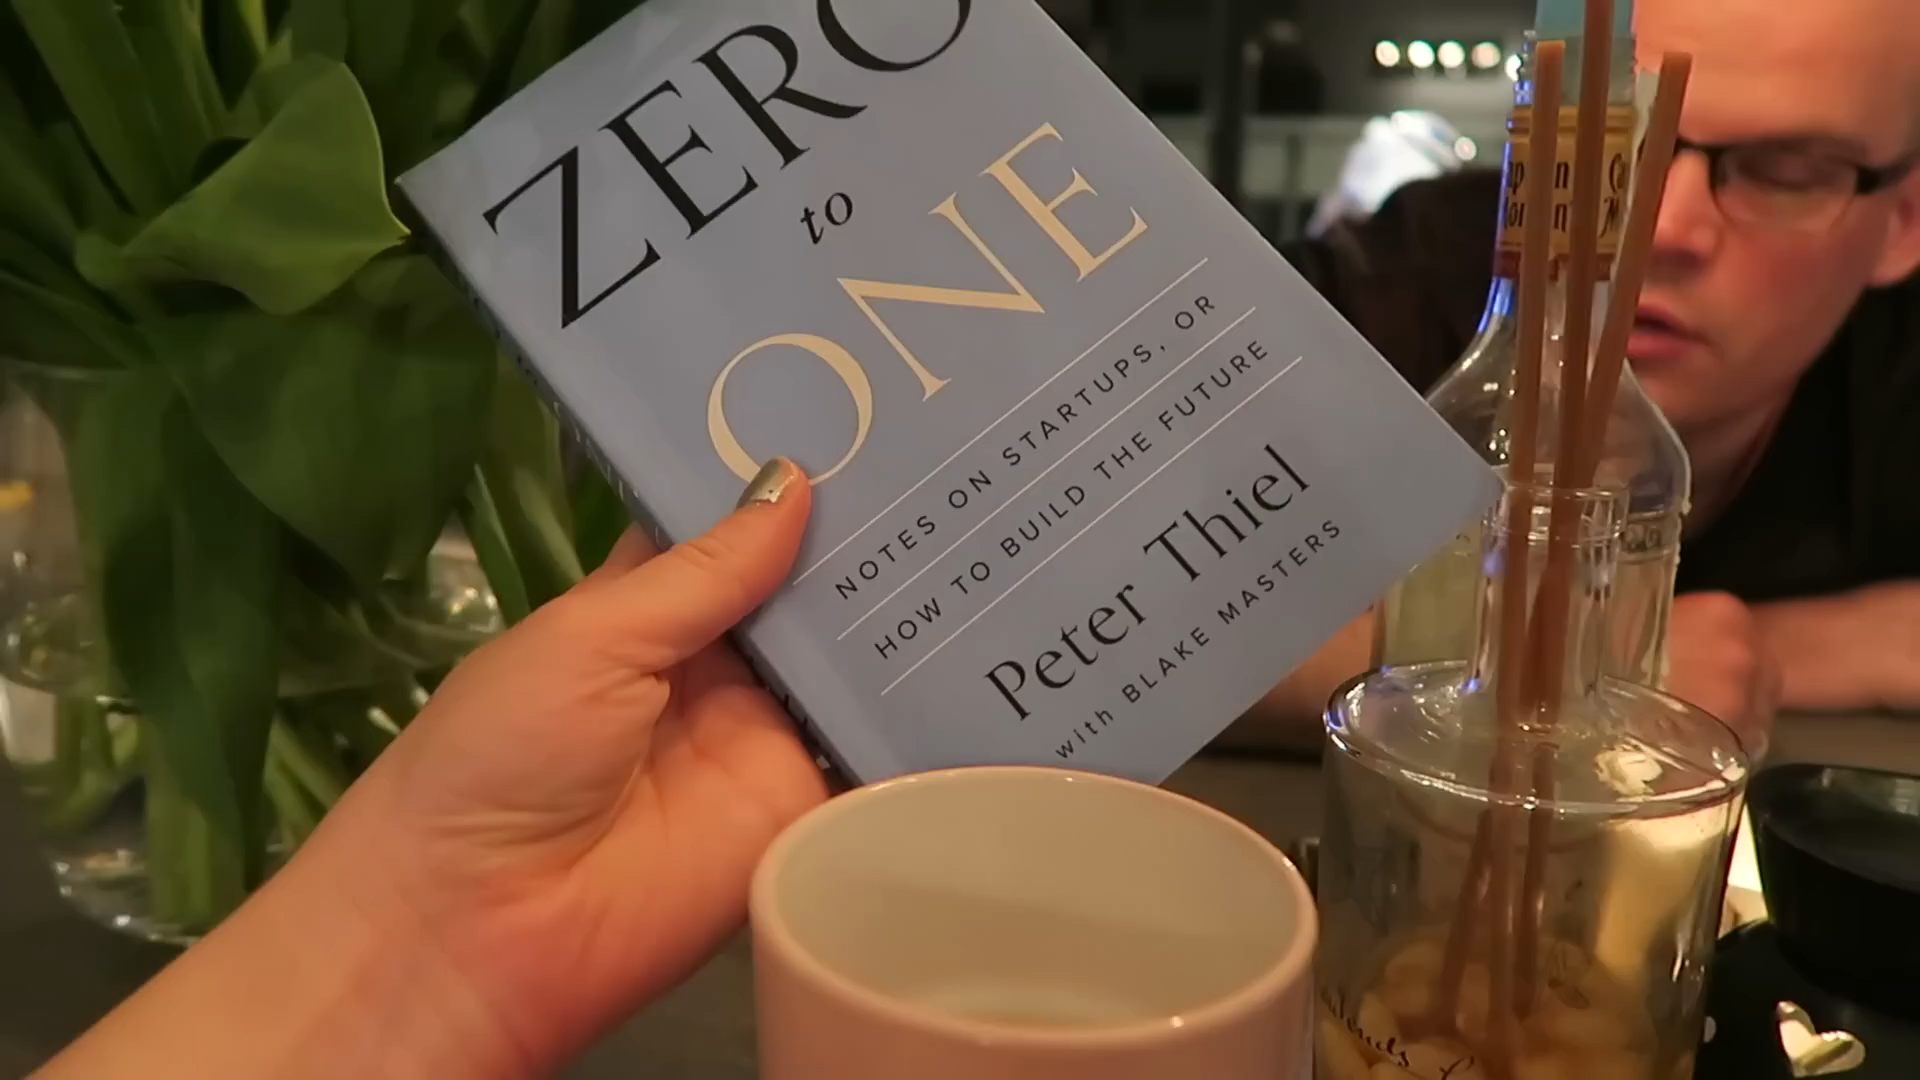 ZERO
to
ONE
NOTES ON STARTUPS, OR
HOW TO BUILD THE FUTURE
Peter Thiel
with BLAKE MASTERS